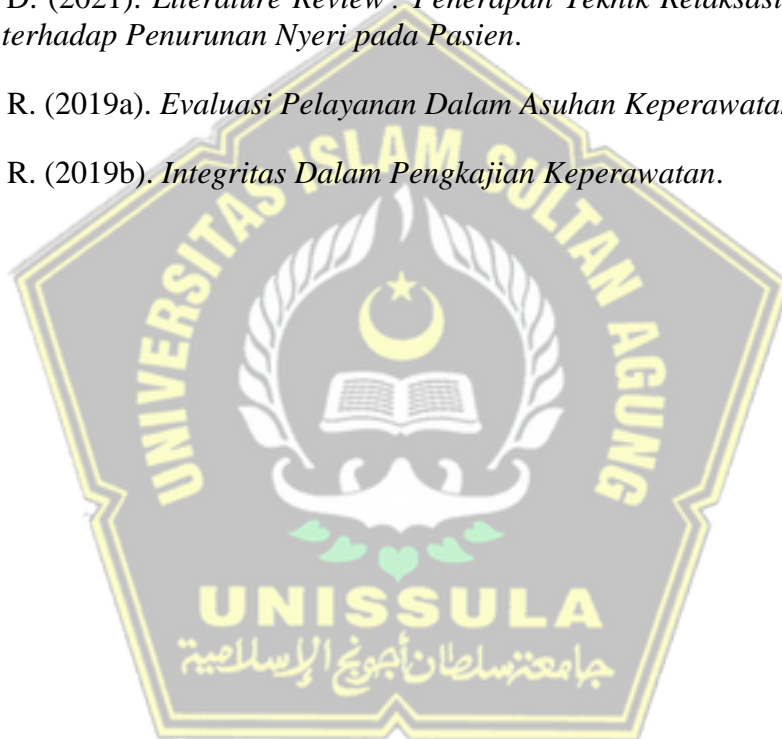 D. (2021). Literature Review : Penerapan Teknik Relaksasi
terhadap Penurunan Nyeri pada Pasien.
R. (2019a). Evaluasi Pelayanan Dalam Asuhan Keperawatan
R. (2019b). Integritas Dalam Pengkajian Keperawatan.
UNIVERSITAS ISLAM SULTAN AGUNG
UNISSULA
جامعة سلطان أجونج الإسلامية